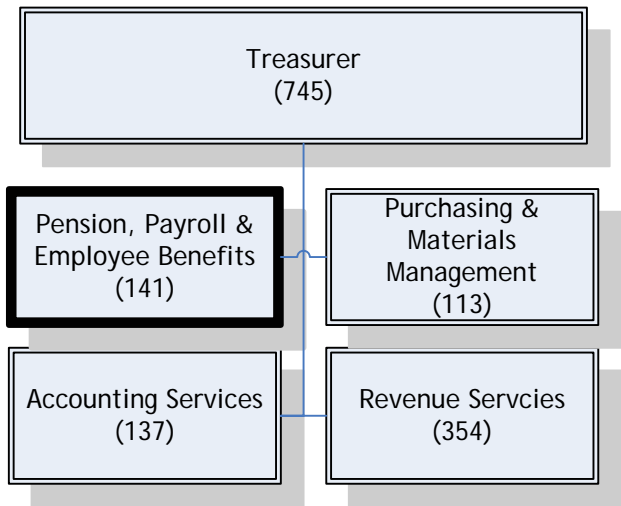 Treasurer
(745)
Pension, Payroll &
Employee Benefits
(141)
Purchasing &
Materials
Management
(113)
Accounting Services
(137)
Revenue Servcies
(354)